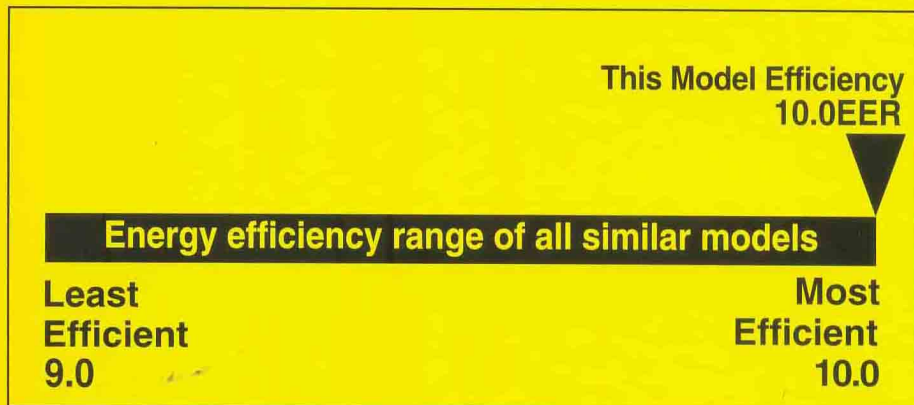 This Model Efficiency
10.0EER
Energy efficiency range of all similar models
Least
Efficient
9.0
Most
Efficient
10.0